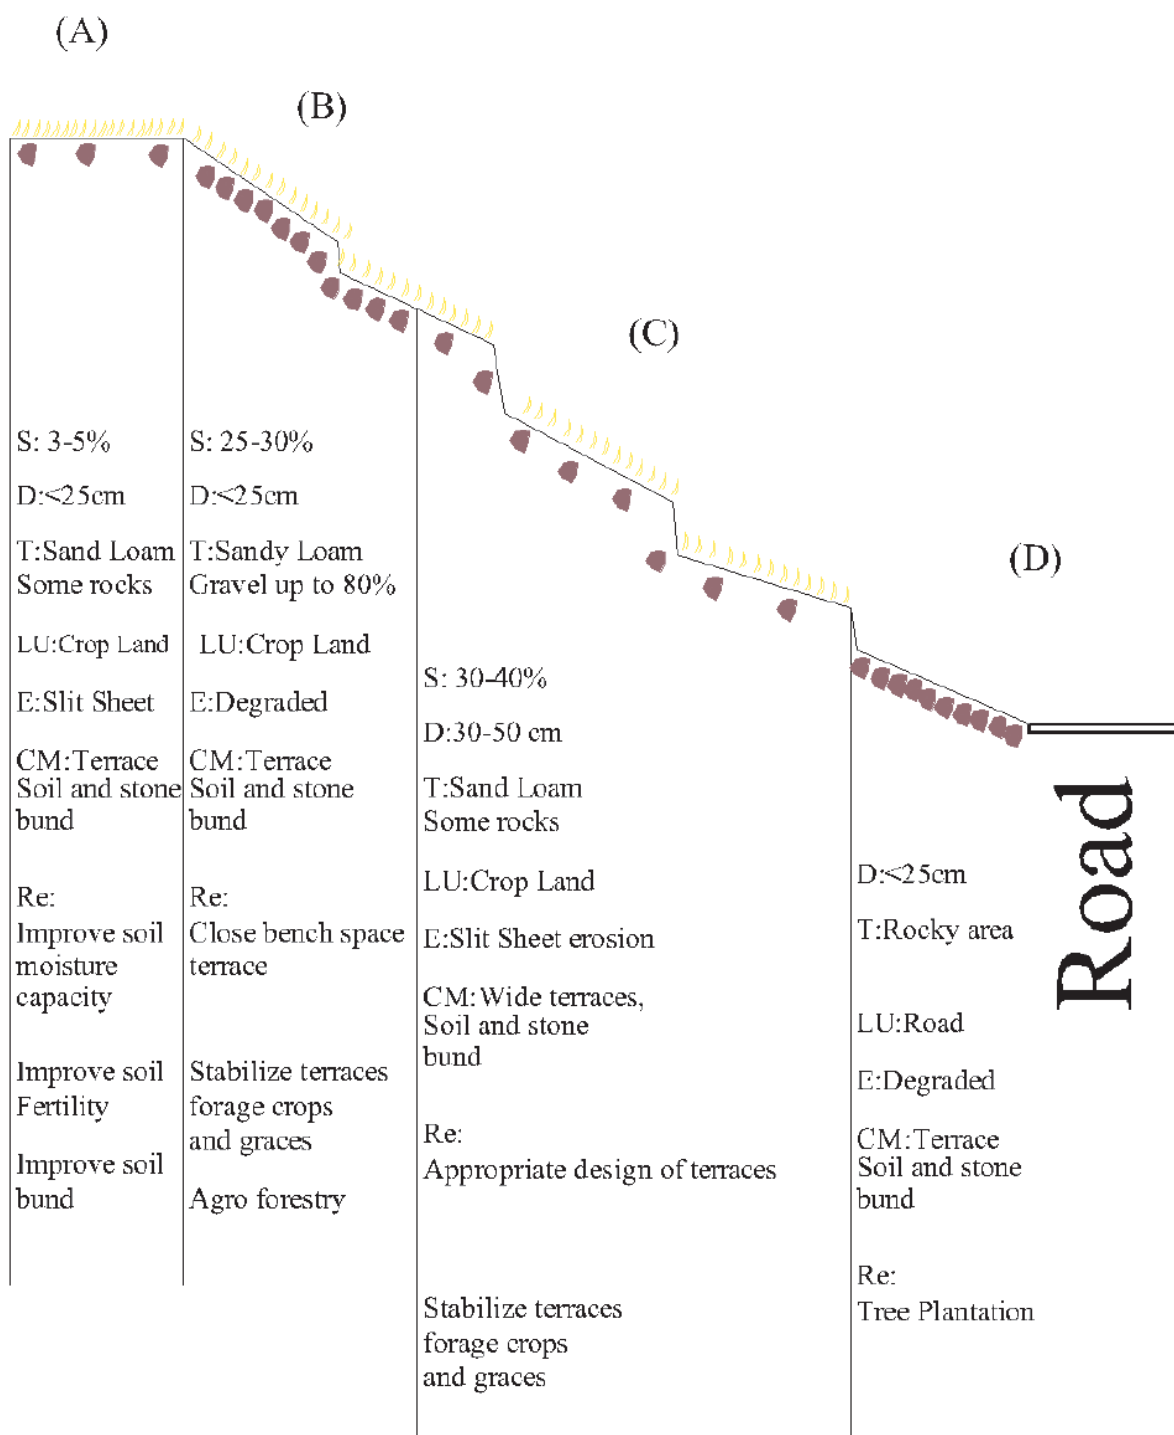 (A)
S: 3-5%
D:<25cm
T:Sand Loam
Some rocks
LU:Crop Land
E:Slit Sheet
CM:Terrace
Soil and stone
bund
Re:
Improve soil
moisture
capacity
Improve soil
Fertility
Improve soil
bund
(B)
S: 25-30%
D:<25cm
T:Sandy Loam
Gravel up to 80%
LU:Crop Land
E:Degraded
CM:Terrace
Soil and stone
bund
Re:
Close bench space
terrace
Stabilize terraces
forage crops
and graces
Agro forestry
(C)
S: 30-40%
D:30-50 cm
T:Sand Loam
Some rocks
LU:Crop Land
E:Slit Sheet erosion
CM:Wide terraces,
Soil and stone
bund
Re:
Appropriate design of terraces
Stabilize terraces
forage crops
and graces
(D)
D:<25cm
T:Rocky area
LU:Road
E:Degraded
CM:Terrace
Soil and stone
bund
Re:
Tree Plantation
Road